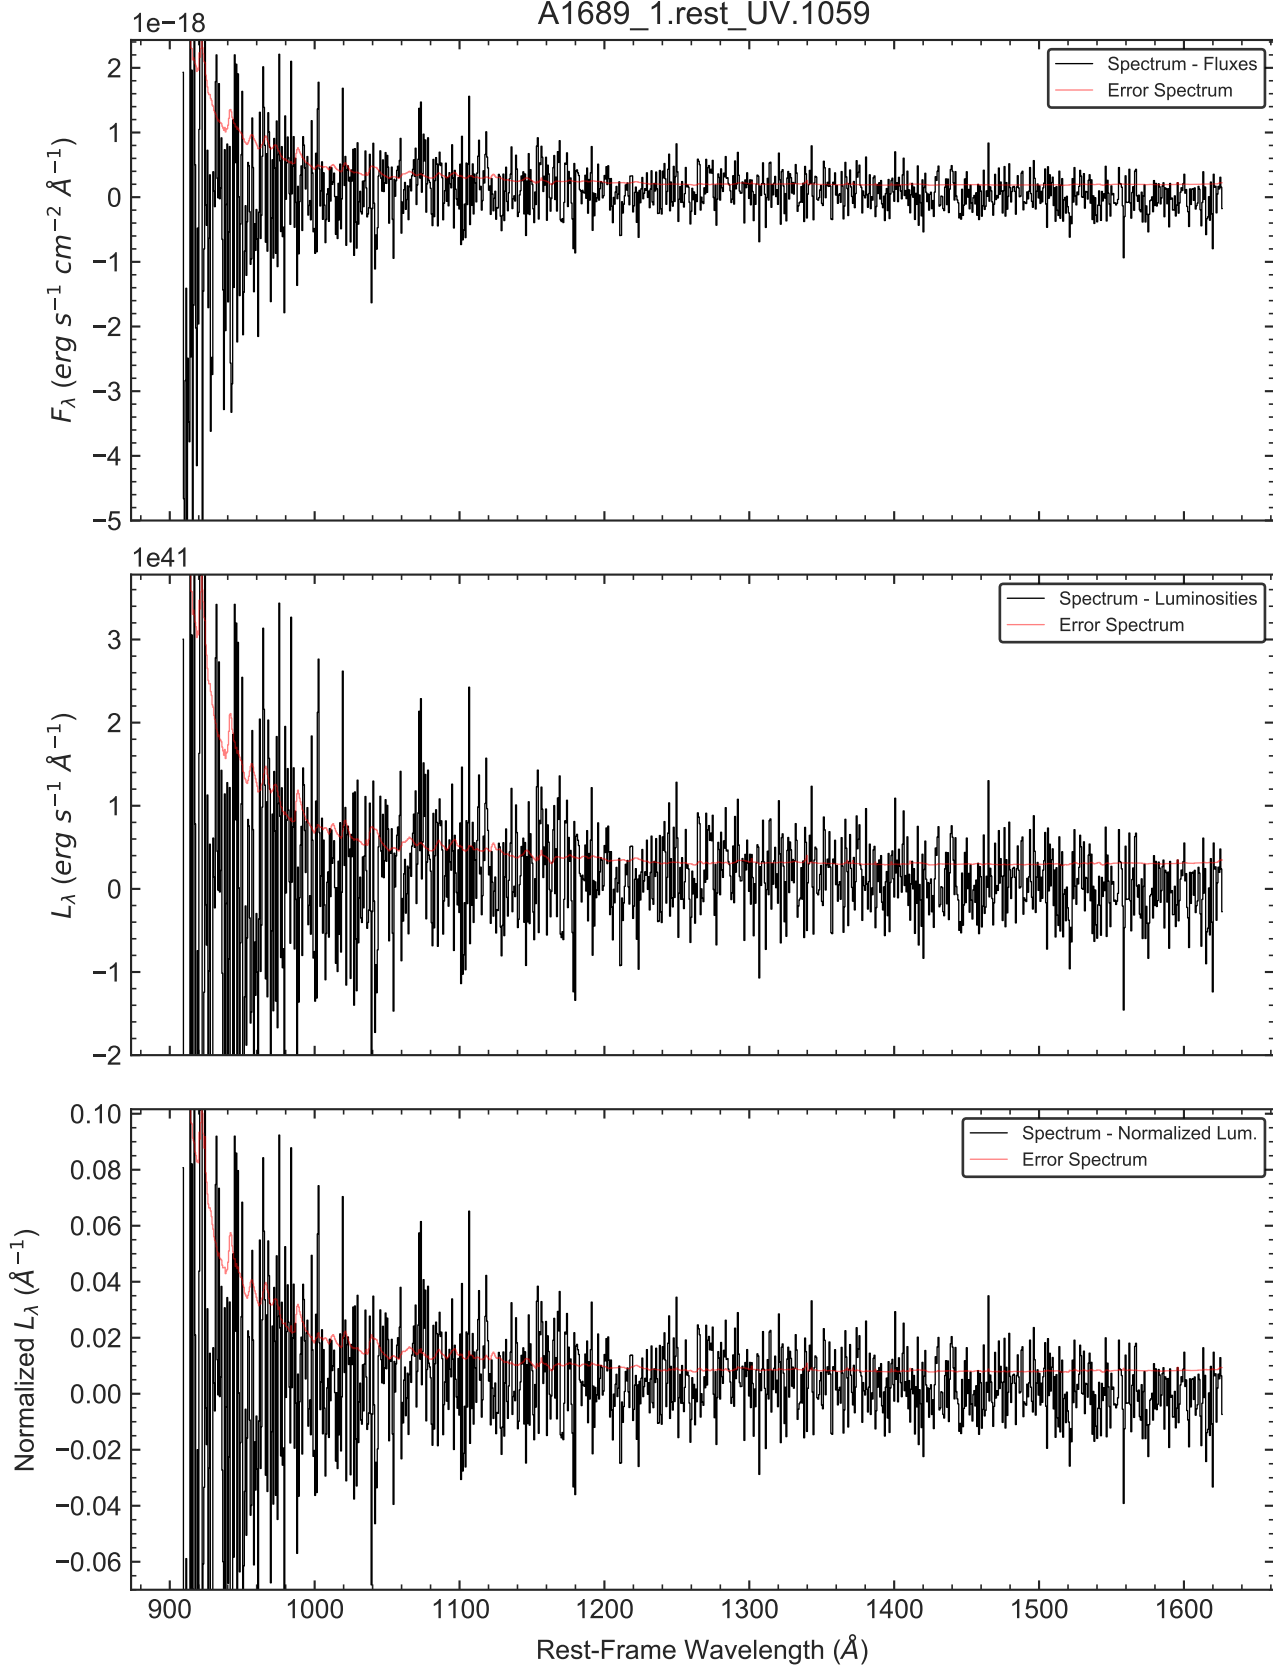 A1689_1.rest_UV.1059
1e−18
Spectrum - Fluxes
Error Spectrum
2
1
0
−1
−2
−3
−4
−5
F_λ (erg s⁻¹ cm⁻² Å⁻¹)
1e41
Spectrum - Luminosities
Error Spectrum
3
2
1
0
−1
−2
L_λ (erg s⁻¹ Å⁻¹)
Spectrum - Normalized Lum.
Error Spectrum
0.10
0.08
0.06
0.04
0.02
0.00
−0.02
−0.04
−0.06
Normalized L_λ (Å⁻¹)
900 1000 1100 1200 1300 1400 1500 1600
Rest-Frame Wavelength (Å)